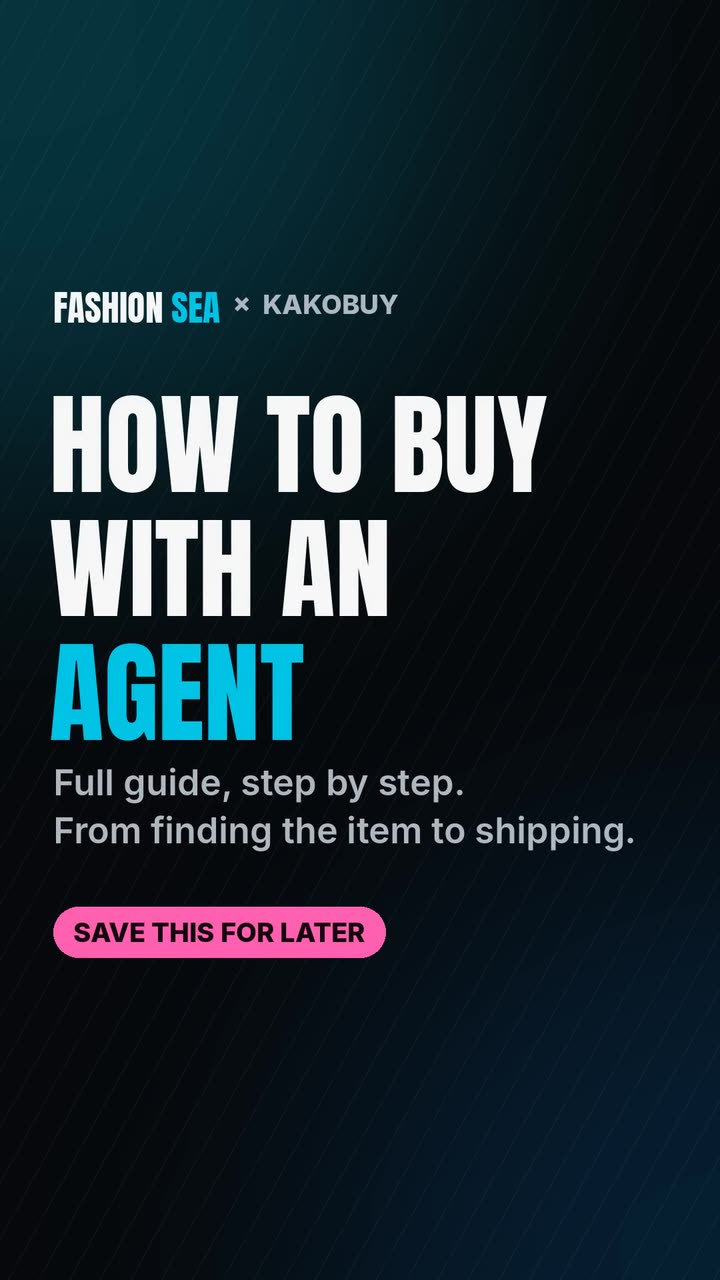 FASHION SEA × KAKOBUY
HOW TO BUY
WITH AN
AGENT
Full guide, step by step.
From finding the item to shipping.
SAVE THIS FOR LATER